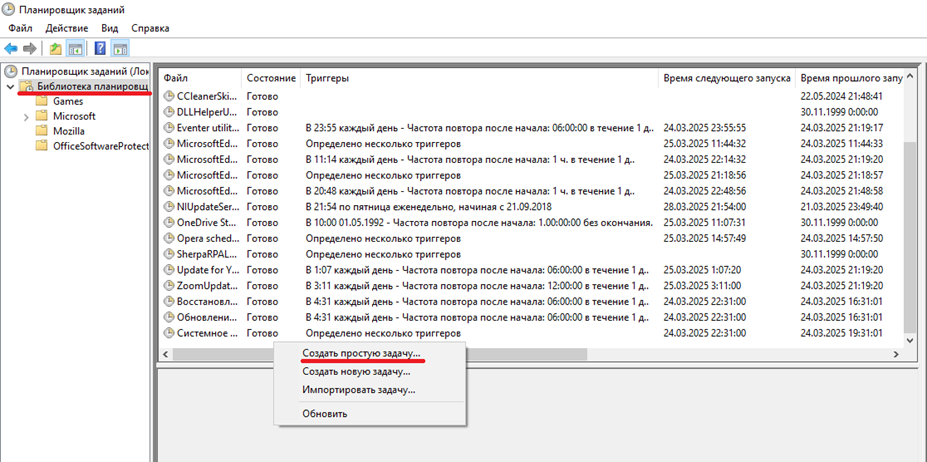 Планировщик заданий
Файл Действие Вид Справка
Планировщик заданий (Лок
Библиотека планировщ
Games
Microsoft
Mozilla
OfficeSoftwareProtect
Файл Состояние Триггеры Время следующего запуска Время прошлого запу
CCleanerSki... Готово 22.05.2024 21:48:41
DLLHelperU... Готово 30.11.1999 0:00:00
Eventer utilit... Готово В 23:55 каждый день - Частота повтора после начала: 06:00:00 в течение 1 д.. 24.03.2025 23:55:55 24.03.2025 21:19:17
MicrosoftEd... Готово Определено несколько триггеров 25.03.2025 11:44:32 24.03.2025 11:44:33
MicrosoftEd... Готово В 11:14 каждый день - Частота повтора после начала: 1 ч. в течение 1 д.. 24.03.2025 22:14:32 24.03.2025 21:19:20
MicrosoftEd... Готово Определено несколько триггеров 25.03.2025 21:18:56 24.03.2025 21:18:57
MicrosoftEd... Готово В 20:48 каждый день - Частота повтора после начала: 1 ч. в течение 1 д.. 24.03.2025 22:48:56 24.03.2025 21:48:58
NIUpdateSer... Готово В 21:54 по пятница еженедельно, начиная с 21.09.2018 28.03.2025 21:54:00 21.03.2025 23:49:40
OneDrive St... Готово В 10:00 01.05.1992 - Частота повтора после начала: 1.00:00:00 без окончания. 25.03.2025 11:07:31 30.11.1999 0:00:00
Opera sched... Готово Определено несколько триггеров 25.03.2025 14:57:49 24.03.2025 14:57:50
SherpaRPAL... Готово 30.11.1999 0:00:00
Update for Y... Готово В 1:07 каждый день - Частота повтора после начала: 06:00:00 в течение 1 д.. 25.03.2025 1:07:20 24.03.2025 21:19:20
ZoomUpdat... Готово В 3:11 каждый день - Частота повтора после начала: 12:00:00 в течение 1 д.. 25.03.2025 3:11:00 24.03.2025 21:19:20
Восстановл... Готово В 4:31 каждый день - Частота повтора после начала: 06:00:00 в течение 1 д.. 24.03.2025 22:31:00 24.03.2025 16:31:01
Обновлени... Готово В 4:31 каждый день - Частота повтора после начала: 06:00:00 в течение 1 д.. 24.03.2025 22:31:00 24.03.2025 16:31:01
Системное ... Готово Определено несколько триггеров 24.03.2025 22:31:00 24.03.2025 19:31:01
Создать простую задачу...
Создать новую задачу...
Импортировать задачу...
Обновить